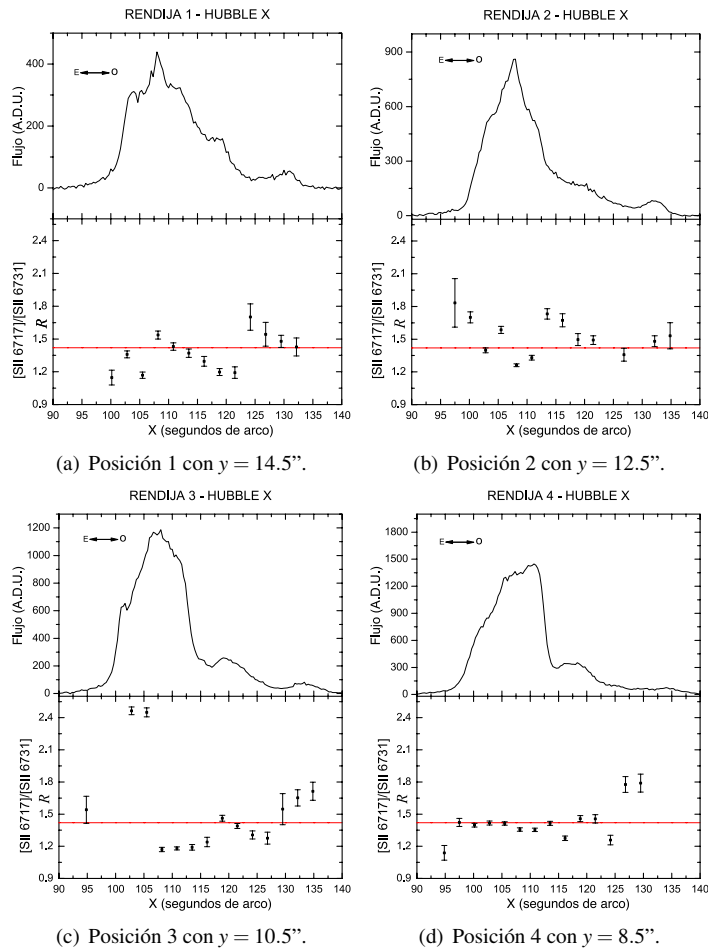 RENDIJA 1 - HUBBLE X
E O
Flujo (A.D.U.)
400
200
0
[SII 6717]/[SII 6731]
R
2.4
2.1
1.8
1.5
1.2
0.9
90 95 100 105 110 115 120 125 130 135 140
X (segundos de arco)
(a) Posición 1 con y = 14.5”.
RENDIJA 2 - HUBBLE X
E O
Flujo (A.D.U.)
900
600
300
0
[SII 6717]/[SII 6731]
R
2.4
2.1
1.8
1.5
1.2
0.9
90 95 100 105 110 115 120 125 130 135 140
X (segundos de arco)
(b) Posición 2 con y = 12.5”.
RENDIJA 3 - HUBBLE X
E O
Flujo (A.D.U.)
1200
1000
800
600
400
200
0
[SII 6717]/[SII 6731]
R
2.4
2.1
1.8
1.5
1.2
0.9
90 95 100 105 110 115 120 125 130 135 140
X (segundos de arco)
(c) Posición 3 con y = 10.5”.
RENDIJA 4 - HUBBLE X
E O
Flujo (A.D.U.)
1800
1500
1200
900
600
300
0
[SII 6717]/[SII 6731]
R
2.4
2.1
1.8
1.5
1.2
0.9
90 95 100 105 110 115 120 125 130 135 140
X (segundos de arco)
(d) Posición 4 con y = 8.5”.